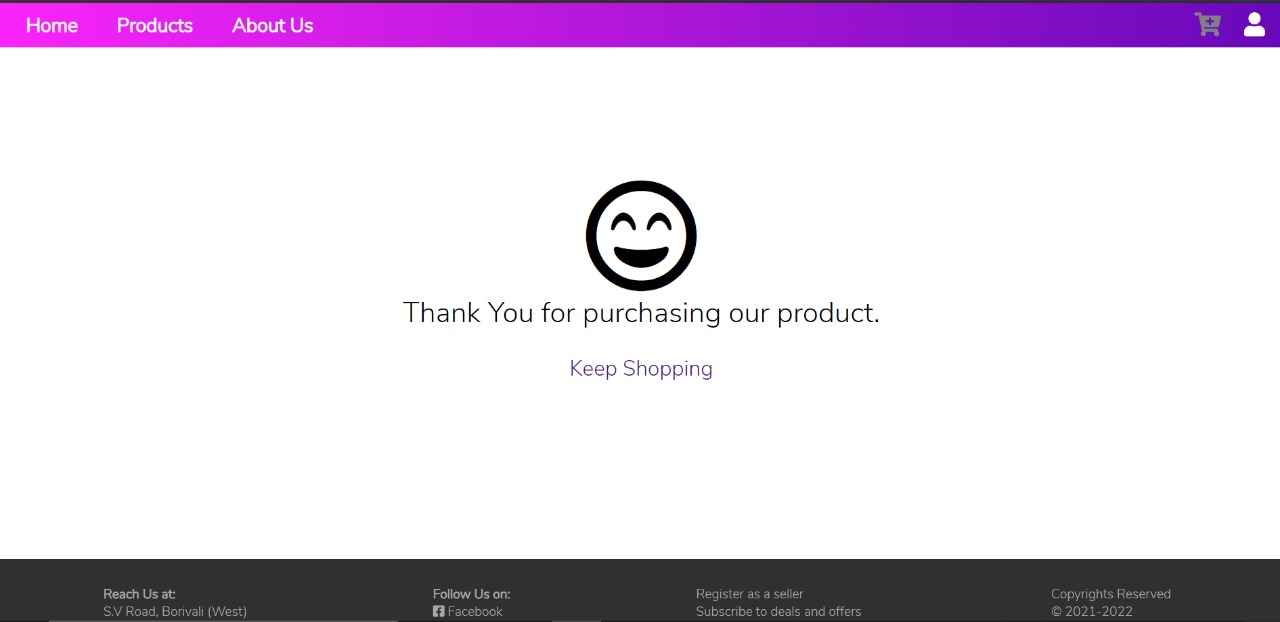 Home Products About Us
Thank You for purchasing our product.
Keep Shopping
Reach Us at:
S.V Road, Borivali (West)
Follow Us on:
Facebook
Register as a seller
Subscribe to deals and offers
Copyrights Reserved
© 2021-2022